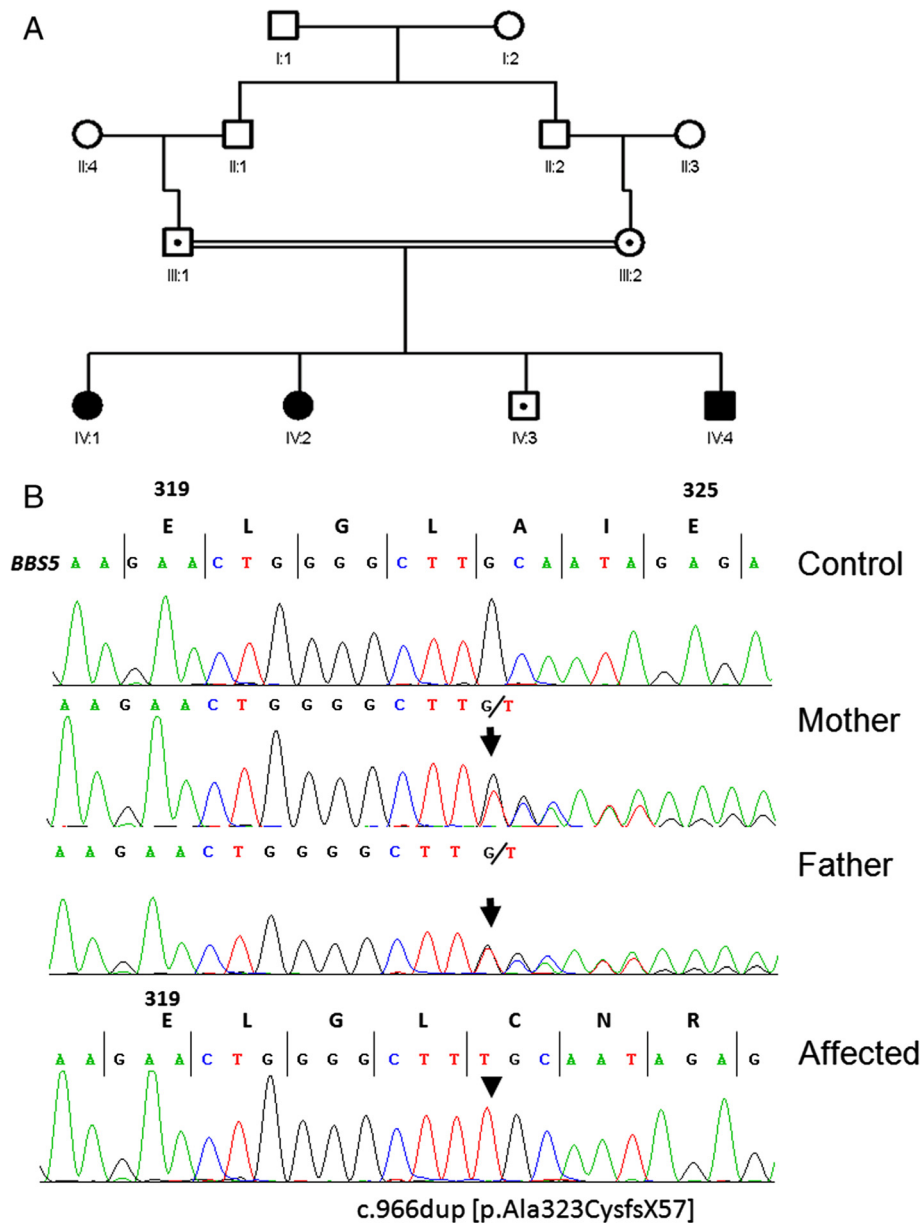 A
I:1 I:2
II:4 II:1 II:2 II:3
III:1 III:2
IV:1 IV:2 IV:3 IV:4
B
319 325
E L G L A I E
BBS5 A A G A A C T G G G G C T T G C A A T A G A G A Control
A A G A A C T G G G G C T T G/T
Mother
A A G A A C T G G G G C T T G/T
Father
319
E L G L C N R
A A G A A C T G G G G C T T T G C A A T A G A G Affected
c.966dup [p.Ala323CysfsX57]